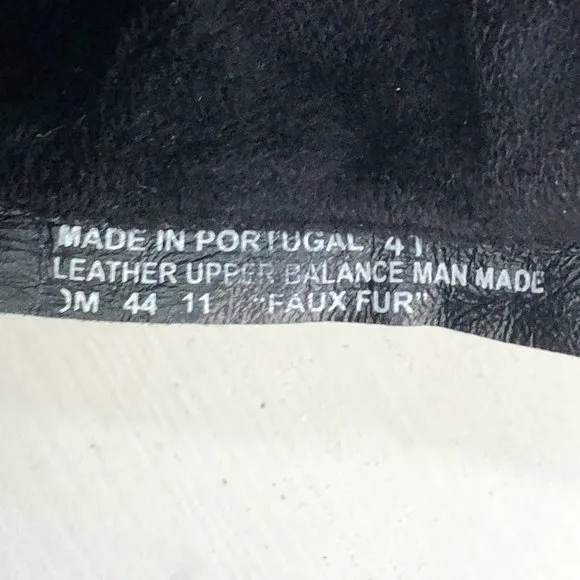 MADE IN PORTUGAL 41
LEATHER UPPER BALANCE MAN MADE
44 11 "FAUX FUR"